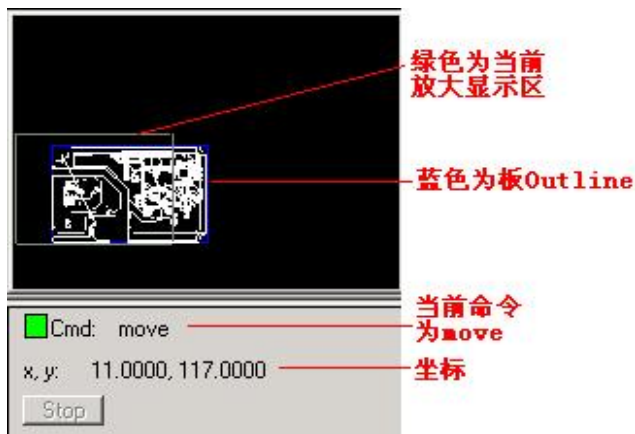 绿色为当前
放大显示区
蓝色为板Outline
当前命令
为move
Cmd: move
x, y: 11.0000, 117.0000
坐标
Stop